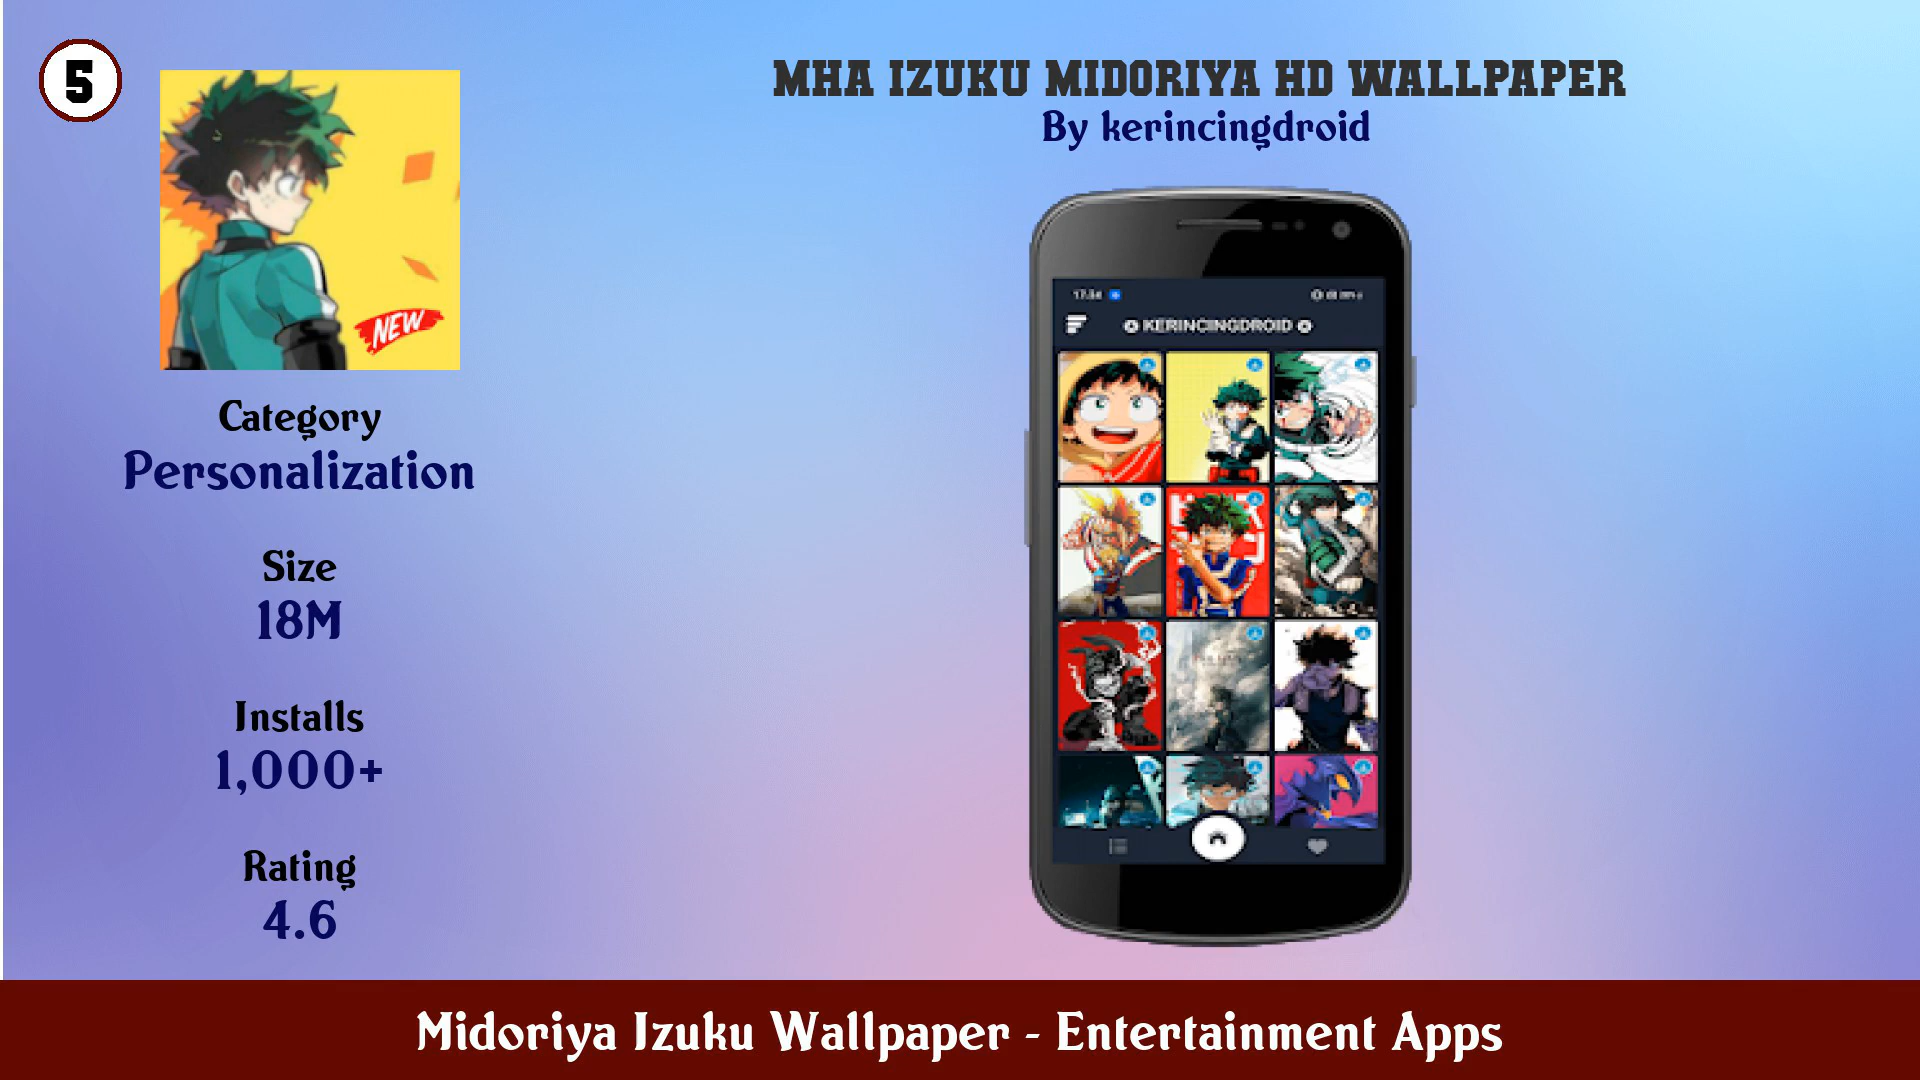 5
MHA IZUKU MIDORIYA HD WALLPAPER
By kerincingdroid
NEW
Category
Personalization
Size
18M
Installs
1,000+
Rating
4.6
KERINCINGDROID
Midoriya Izuku Wallpaper - Entertainment Apps